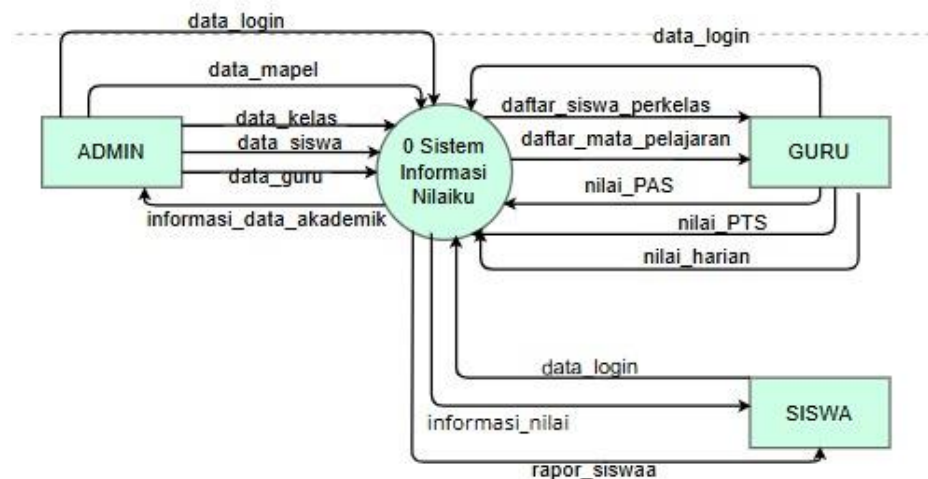 data_login
data_login
data_mapel
data_kelas
daftar_siswa_perkelas
ADMIN
data_siswa
0 Sistem
Informasi
Nilaiku
daftar_mata_pelajaran
GURU
data_guru
nilai_PAS
informasi_data_akademik
nilai_PTS
nilai_harian
data_login
SISWA
informasi_nilai
rapor_siswaa